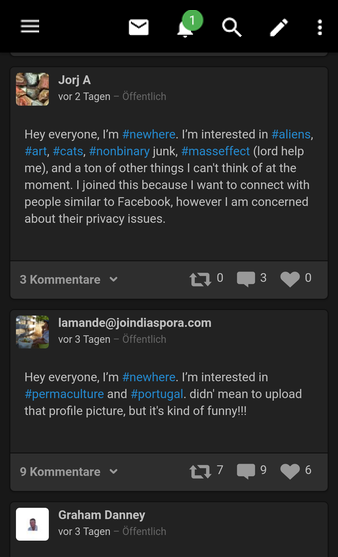 1
Jorj A
vor 2 Tagen – Öffentlich
Hey everyone, I'm #newhere. I'm interested in #aliens,
#art, #cats, #nonbinary junk, #masseffect (lord help
me), and a ton of other things I can't think of at the
moment. I joined this because I want to connect with
people similar to Facebook, however I am concerned
about their privacy issues.
3 Kommentare 0 3 0
lamande@joindiaspora.com
vor 3 Tagen – Öffentlich
Hey everyone, I'm #newhere. I'm interested in
#permaculture and #portugal. didn' mean to upload
that profile picture, but it's kind of funny!!!
9 Kommentare 7 9 6
Graham Danney
vor 3 Tagen – Öffentlich